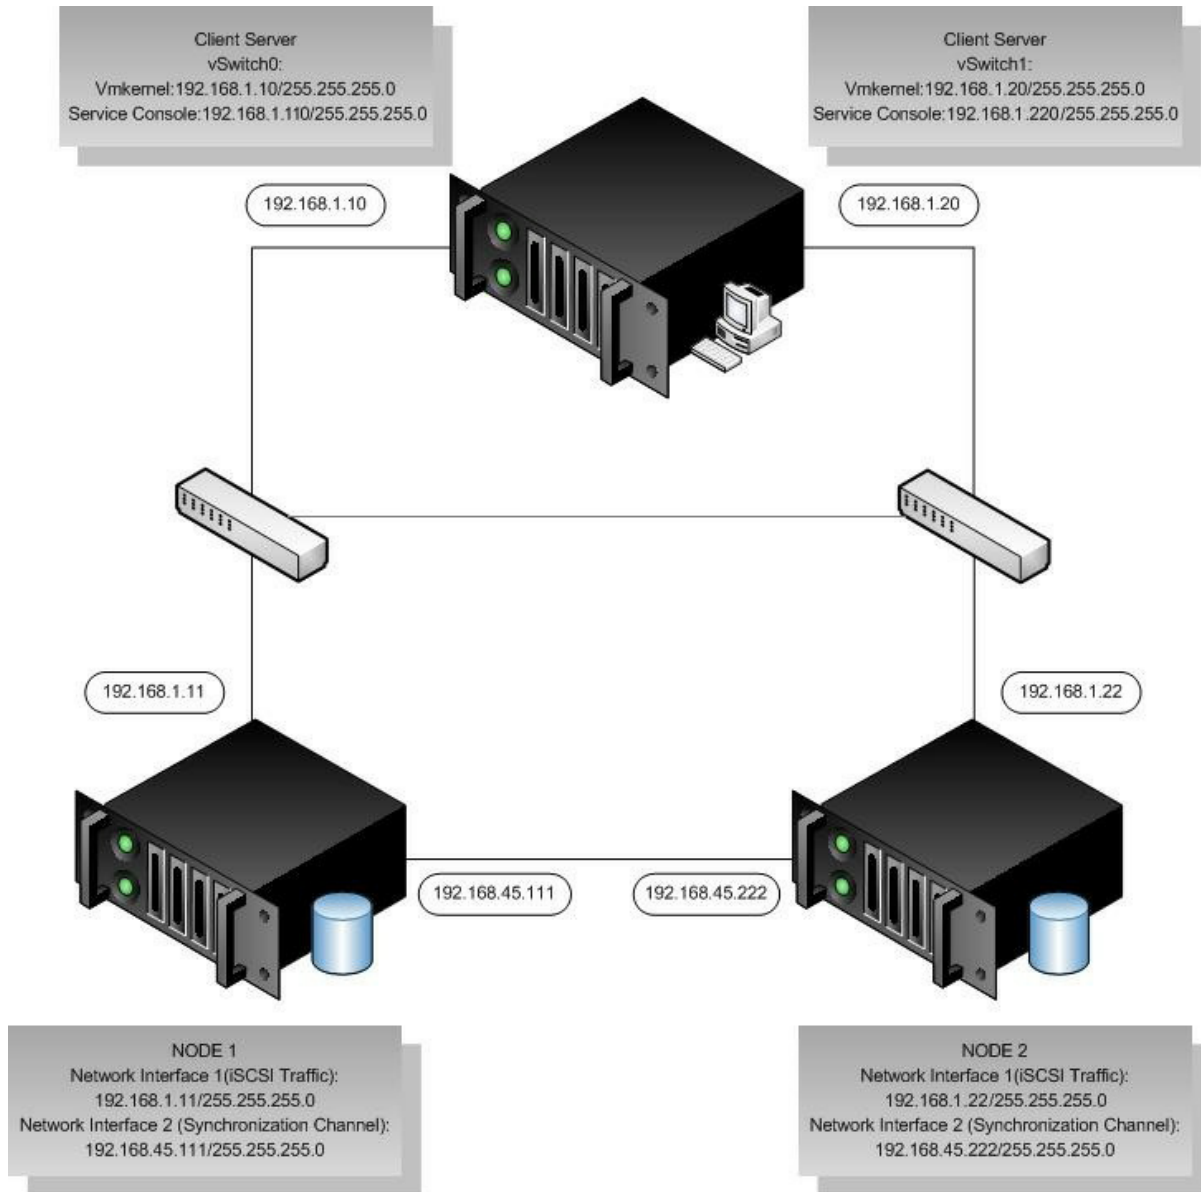 Client Server
vSwitch0:
Vmkernel:192.168.1.10/255.255.255.0
Service Console:192.168.1.110/255.255.255.0
Client Server
vSwitch1:
Vmkernel:192.168.1.20/255.255.255.0
Service Console:192.168.1.220/255.255.255.0
192.168.1.10
192.168.1.20
192.168.1.11
192.168.1.22
192.168.45.111
192.168.45.222
NODE 1
Network Interface 1(iSCSI Traffic):
192.168.1.11/255.255.255.0
Network Interface 2 (Synchronization Channel):
192.168.45.111/255.255.255.0
NODE 2
Network Interface 1(iSCSI Traffic):
192.168.1.22/255.255.255.0
Network Interface 2 (Synchronization Channel):
192.168.45.222/255.255.255.0